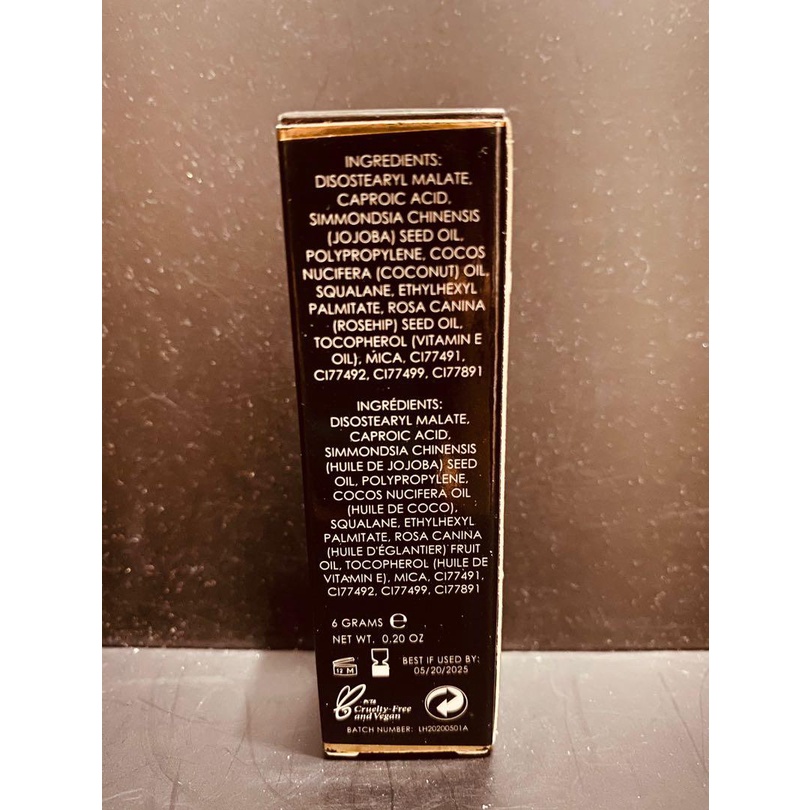 INGREDIENTS:
DISOSTEARYL MALATE,
CAPROIC ACID,
SIMMONDSIA CHINENSIS
(JOJOBA) SEED OIL,
POLYPROPYLENE, COCOS
NUCIFERA (COCONUT) OIL,
SQUALANE, ETHYLHEXYL
PALMITATE, ROSA CANINA
(ROSEHIP) SEED OIL,
TOCOPHEROL (VITAMIN E
OIL), MICA, CI77491,
CI77492, CI77499, CI77891
INGRÉDIENTS:
DISOSTEARYL MALATE,
CAPROIC ACID,
SIMMONDSIA CHINENSIS
(HUILE DE JOJOBA) SEED
OIL, POLYPROPYLENE,
COCOS NUCIFERA OIL
(HUILE DE COCO),
SQUALANE, ETHYLHEXYL
PALMITATE, ROSA CANINA
(HUILE D'ÉGLANTIER) FRUIT
OIL, TOCOPHEROL (HUILE DE
VITAMIN E), MICA, CI77491,
CI77492, CI77499, CI77891
6 GRAMS ℮
NET WT. 0.20 OZ
12 M
BEST IF USED BY:
05/20/2025
PETA
Cruelty-Free
and Vegan
BATCH NUMBER: LH20200501A